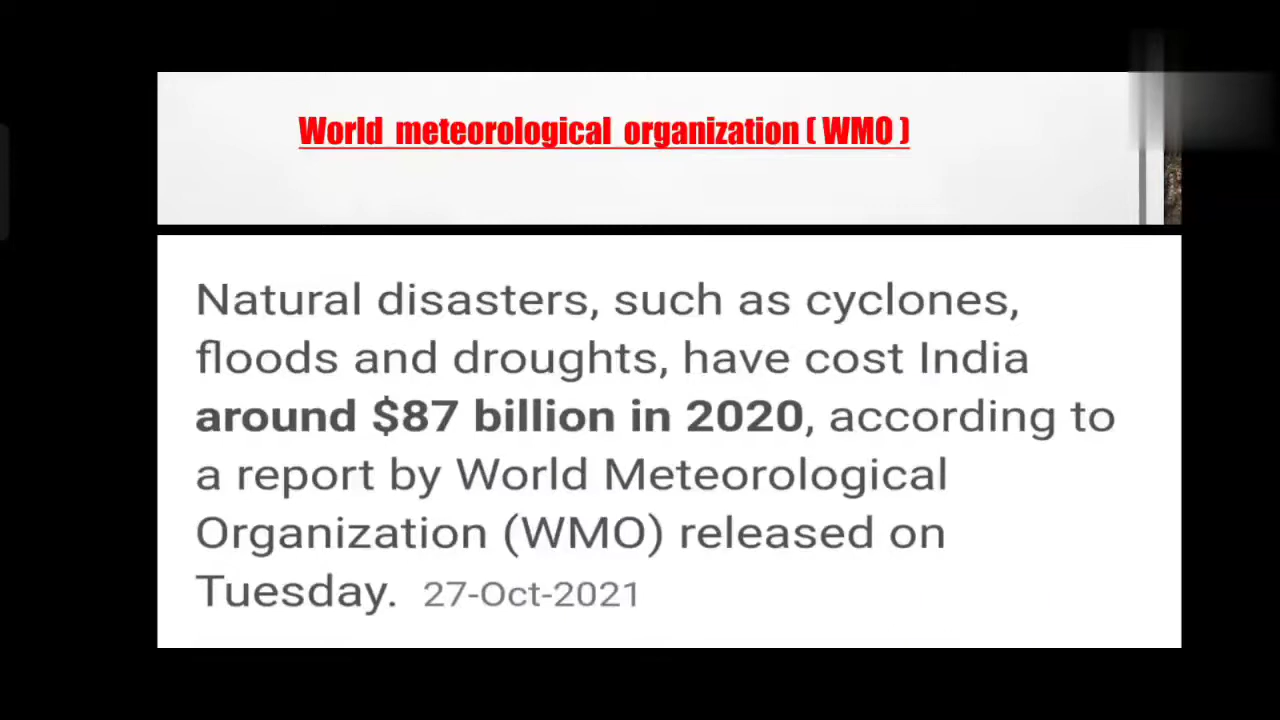 World meteorological organization ( WMO )
Natural disasters, such as cyclones,
floods and droughts, have cost India
around $87 billion in 2020, according to
a report by World Meteorological
Organization (WMO) released on
Tuesday. 27-Oct-2021